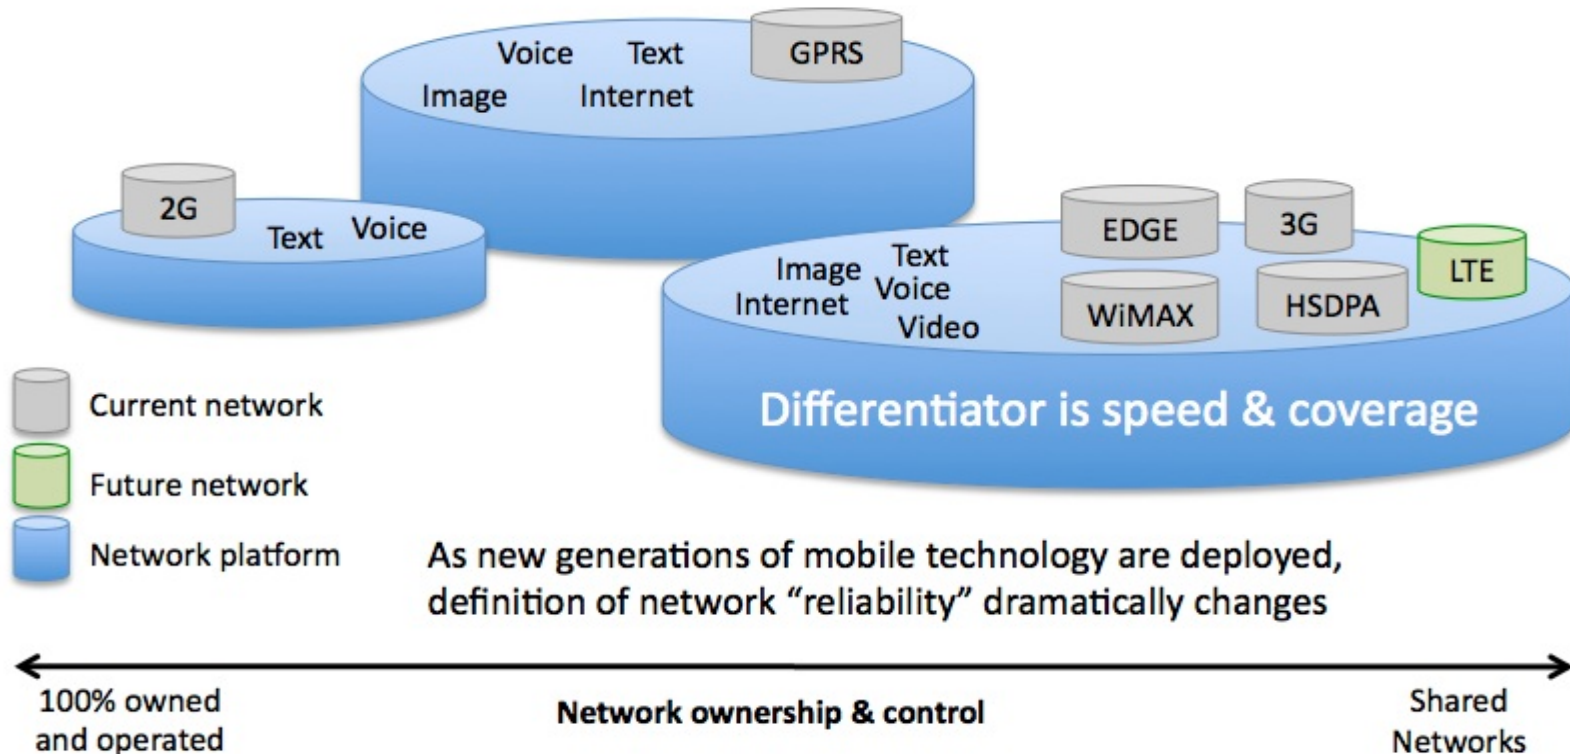 Voice Text GPRS
Image Internet
2G Text Voice
EDGE 3G
Image Text LTE
Internet Voice WiMAX HSDPA
Video
Differentiator is speed & coverage
Current network
Future network
Network platform
As new generations of mobile technology are deployed,
definition of network “reliability” dramatically changes
100% owned
and operated
Network ownership & control
Shared
Networks